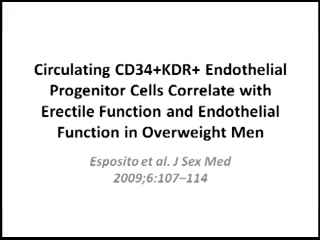 Circulating CD34+KDR+ Endothelial
Progenitor Cells Correlate with
Erectile Function and Endothelial
Function in Overweight Men
Esposito et al. J Sex Med
2009;6:107–114